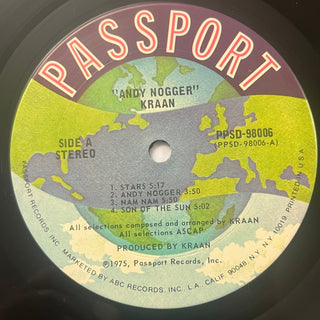 PASSPORT
"ANDY NOGGER"
KRAAN
SIDE A
STEREO
PPSD-98006
(PPSD-98006-A)
1. STARS 5:17
2. ANDY NOGGER 3:50
3. NAM NAM 5:50
4. SON OF THE SUN 5:02
All selections composed and arranged by KRAAN
All selections ASCAP
PRODUCED BY KRAAN
©1975, Passport Records, Inc.
PASSPORT RECORDS INC. MARKETED BY ABC RECORDS, INC. L.A. CALIF. 90048, N.Y., N.Y. 10019. PRINTED IN U.S.A.